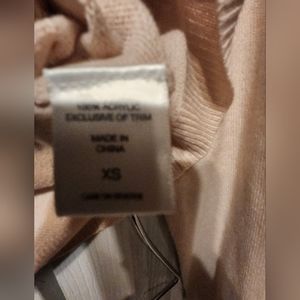 100% ACRYLIC
EXCLUSIVE OF TRIM
MADE IN
CHINA
XS